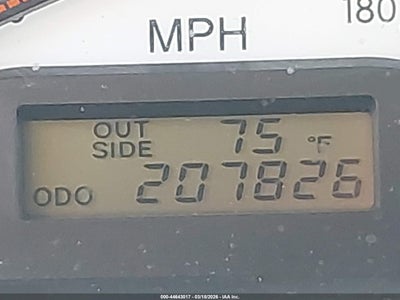 180
MPH
OUT SIDE 75 °F
ODO 207826
000-44643017 - 03/18/2026 - IAA Inc.